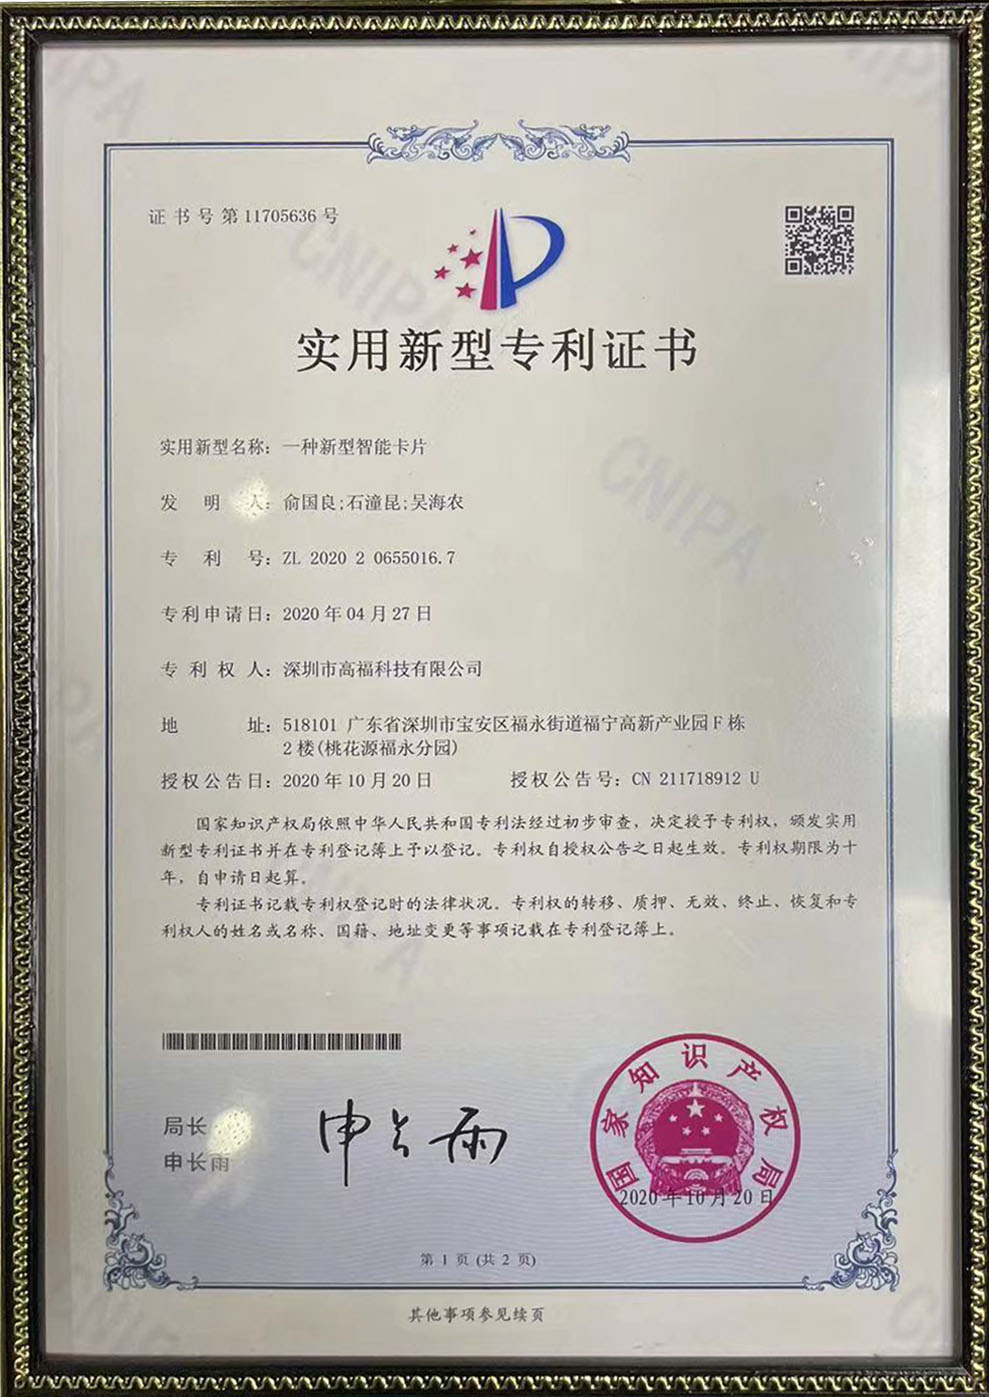 证书号第11705636号
实用新型专利证书
实用新型名称：一种新型智能卡片
发明人：俞国良;石潼昆;吴海农
专利号：ZL 2020 2 0655016.7
专利申请日：2020年04月27日
专利权人：深圳市高福科技有限公司
地址：518101 广东省深圳市宝安区福永街道福宁高新产业园F栋
2楼(桃花源福永分园)
授权公告日：2020年10月20日 授权公告号：CN 211718912 U
国家知识产权局依照中华人民共和国专利法经过初步审查，决定授予专利权，颁发实用
新型专利证书并在专利登记簿上予以登记。专利权自授权公告之日起生效。专利权期限为十
年，自申请日起算。
专利证书记载专利权登记时的法律状况。专利权的转移、质押、无效、终止、恢复和专
利权人的姓名或名称、国籍、地址变更等事项记载在专利登记簿上。
局长
申长雨
申长雨
国家知识产权局
2020年10月20日
第1页(共2页)
其他事项参见续页
CNIPA
CNIPA
CNIPA